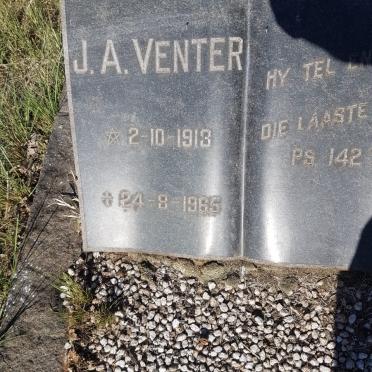 J. A. VENTER
☆ 2-10-1913
✝ 24-8-1965
HY TEL
DIE LAASTE
PS 142